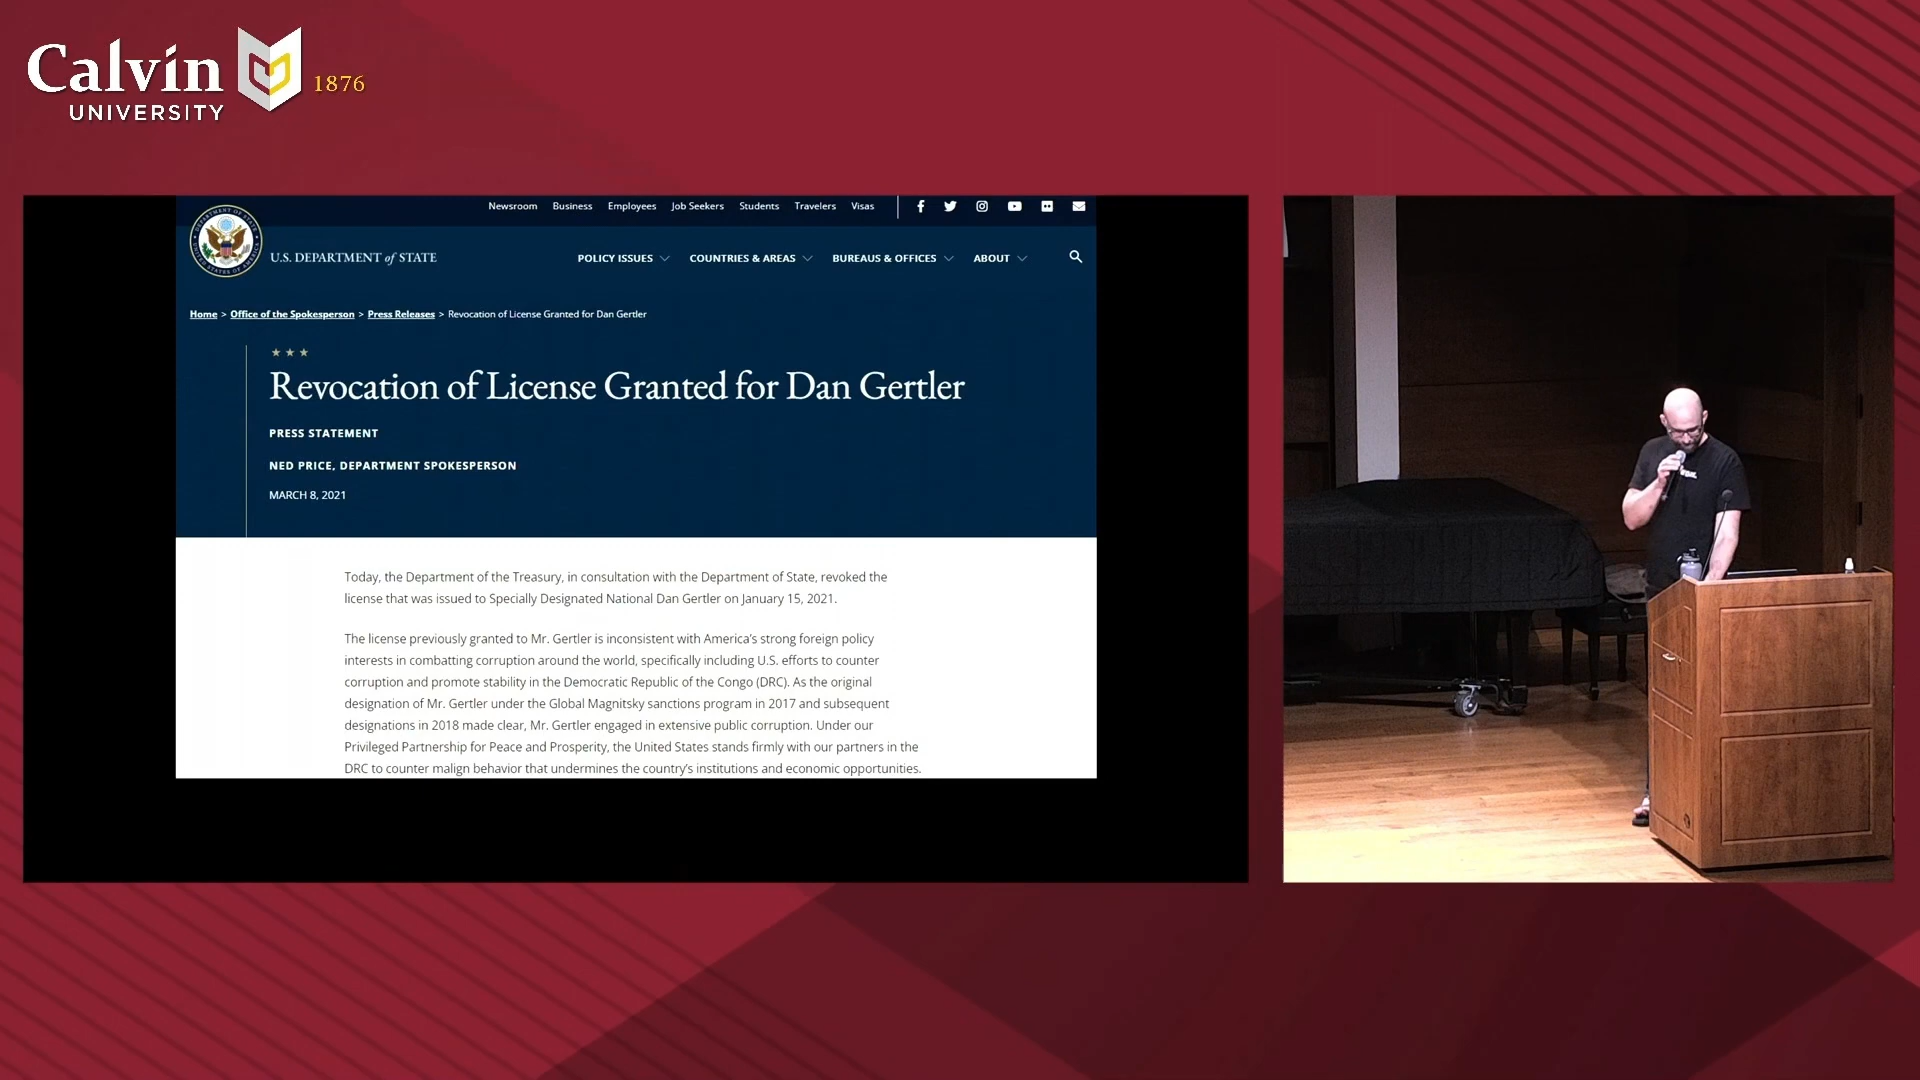 Calvin
UNIVERSITY
1876
Newsroom Business Employees Job Seekers Students Travelers Visas
U.S. DEPARTMENT of STATE
POLICY ISSUES COUNTRIES & AREAS BUREAUS & OFFICES ABOUT
Home > Office of the Spokesperson > Press Releases > Revocation of License Granted for Dan Gertler
Revocation of License Granted for Dan Gertler
PRESS STATEMENT
NED PRICE, DEPARTMENT SPOKESPERSON
MARCH 8, 2021
Today, the Department of the Treasury, in consultation with the Department of State, revoked the
license that was issued to Specially Designated National Dan Gertler on January 15, 2021.
The license previously granted to Mr. Gertler is inconsistent with America's strong foreign policy
interests in combatting corruption around the world, specifically including U.S. efforts to counter
corruption and promote stability in the Democratic Republic of the Congo (DRC). As the original
designation of Mr. Gertler under the Global Magnitsky sanctions program in 2017 and subsequent
designations in 2018 made clear, Mr. Gertler engaged in extensive public corruption. Under our
Privileged Partnership for Peace and Prosperity, the United States stands firmly with our partners in the
DRC to counter malign behavior that undermines the country's institutions and economic opportunities.